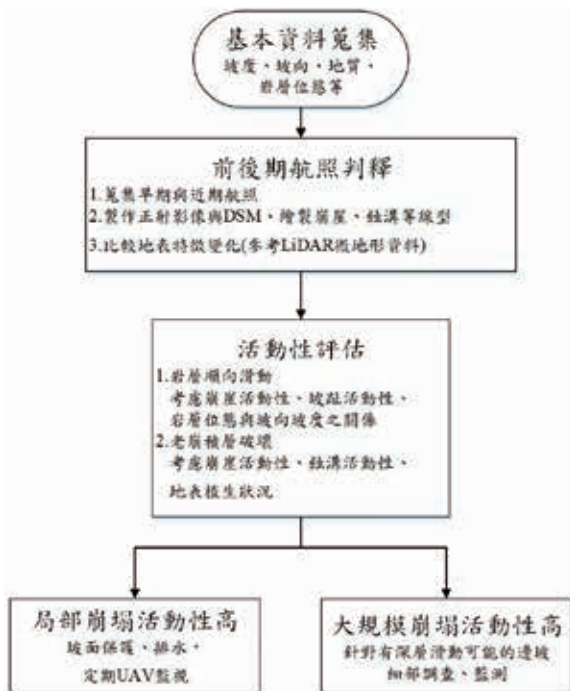 基本資料蒐集
坡度、坡向、地質、
岩層位態等
前後期航照判釋
1.蒐集早期與近期航照
2.製作正射影像與DSM、繪製崩崖、蝕溝等線型
3.比較地表特徵變化(參考LiDAR微地形資料)
活動性評估
1.岩層順向滑動
考慮崩崖活動性、坡趾活動性、
岩層位態與坡向坡度之關係
2.老崩積層破壞
考慮崩崖活動性、蝕溝活動性、
地表植生狀況
局部崩塌活動性高
坡面保護、排水，
定期UAV監視
大規模崩塌活動性高
針對有深層滑動可能的邊坡
細部調查、監測